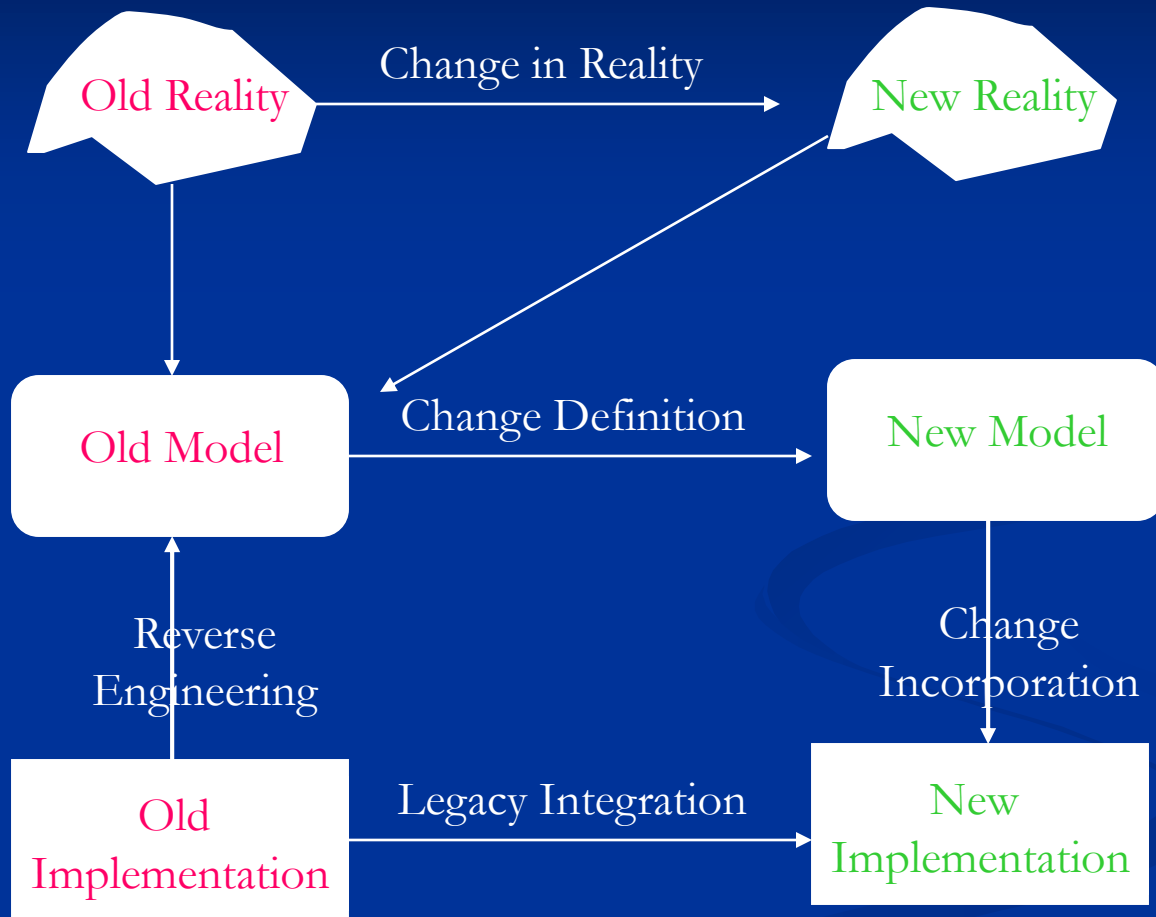 Change in Reality
Old Reality
New Reality
Change Definition
Old Model
New Model
Reverse
Engineering
Change
Incorporation
Legacy Integration
Old
Implementation
New
Implementation